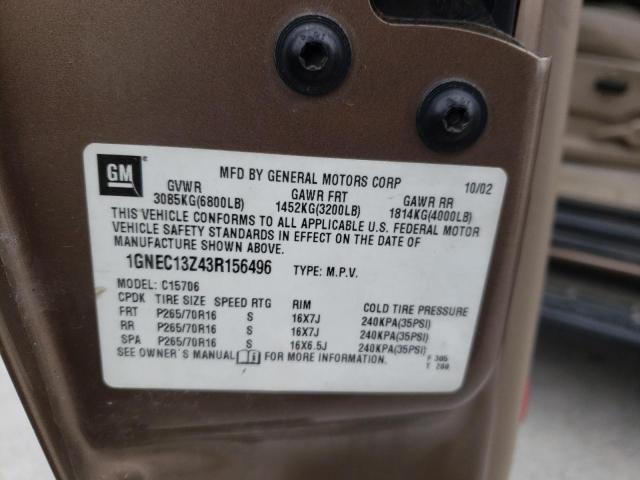 GM ®
MFD BY GENERAL MOTORS CORP 10/02
GVWR GAWR FRT GAWR RR
3085KG(6800LB) 1452KG(3200LB) 1814KG(4000LB)
THIS VEHICLE CONFORMS TO ALL APPLICABLE U.S. FEDERAL MOTOR
VEHICLE SAFETY STANDARDS IN EFFECT ON THE DATE OF
MANUFACTURE SHOWN ABOVE.
1GNEC13Z43R156496 TYPE: M.P.V.
MODEL: C15706
CPDK TIRE SIZE SPEED RTG RIM COLD TIRE PRESSURE
FRT P265/70R16 S 16X7J 240KPA(35PSI)
RR P265/70R16 S 16X7J 240KPA(35PSI)
SPA P265/70R16 S 16X6.5J 240KPA(35PSI)
SEE OWNER'S MANUAL FOR MORE INFORMATION. F 305
T 260